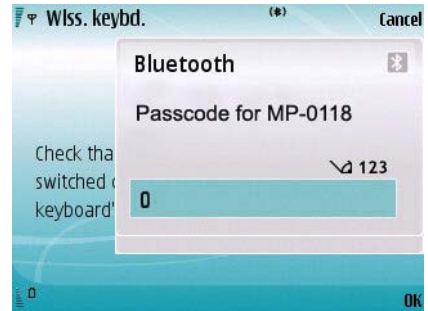 Wlss. keybd.
Cancel
Bluetooth
Passcode for MP-0118
123
Check tha
switched
keyboard'
0
OK